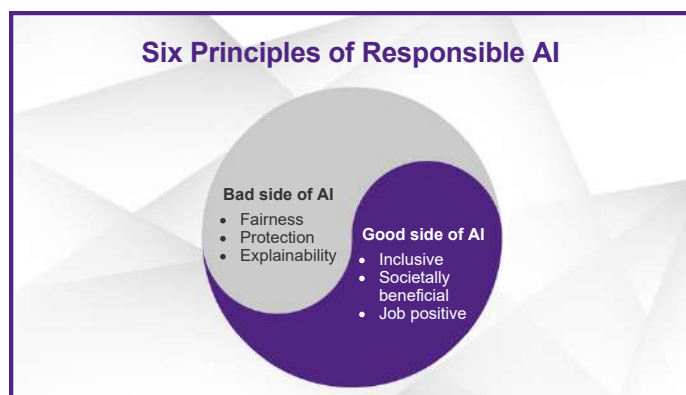 Six Principles of Responsible AI
Bad side of AI
• Fairness
• Protection
• Explainability
Good side of AI
• Inclusive
• Societally
beneficial
• Job positive